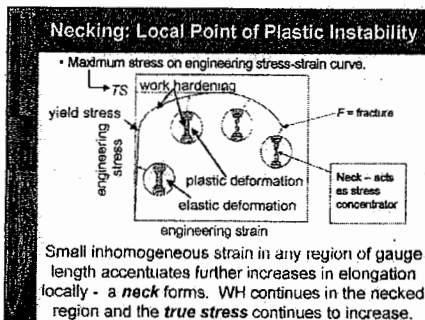 Necking: Local Point of Plastic Instability
• Maximum stress on engineering stress-strain curve.
TS
work hardening
yield stress
F = fracture
engineering
stress
plastic deformation
elastic deformation
Neck – acts
as stress
concentrator
engineering strain
Small inhomogeneous strain in any region of gauge
length accentuates further increases in elongation
locally - a neck forms. WH continues in the necked
region and the true stress continues to increase.